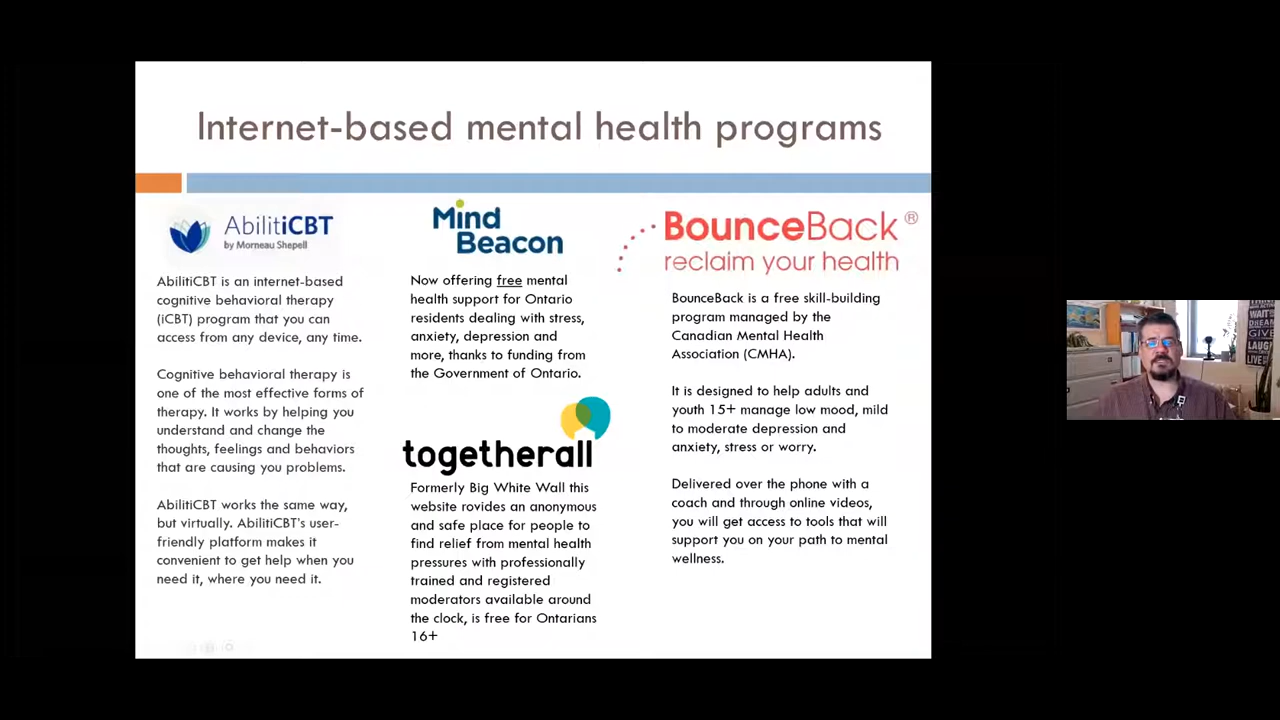 Internet-based mental health programs
AbilitiCBT
by Morneau Shepell
AbilitiCBT is an internet-based
cognitive behavioral therapy
(iCBT) program that you can
access from any device, any time.
Cognitive behavioral therapy is
one of the most effective forms of
therapy. It works by helping you
understand and change the
thoughts, feelings and behaviors
that are causing you problems.
AbilitiCBT works the same way,
but virtually. AbilitiCBT's user-
friendly platform makes it
convenient to get help when you
need it, where you need it.
Mind
Beacon
Now offering free mental
health support for Ontario
residents dealing with stress,
anxiety, depression and
more, thanks to funding from
the Government of Ontario.
togetherall
Formerly Big White Wall this
website rovides an anonymous
and safe place for people to
find relief from mental health
pressures with professionally
trained and registered
moderators available around
the clock, is free for Ontarians
16+
BounceBack®
reclaim your health
BounceBack is a free skill-building
program managed by the
Canadian Mental Health
Association (CMHA).
It is designed to help adults and
youth 15+ manage low mood, mild
to moderate depression and
anxiety, stress or worry.
Delivered over the phone with a
coach and through online videos,
you will get access to tools that will
support you on your path to mental
wellness.
WAIT
DREAM
GIVE
LAUGH
LIVE